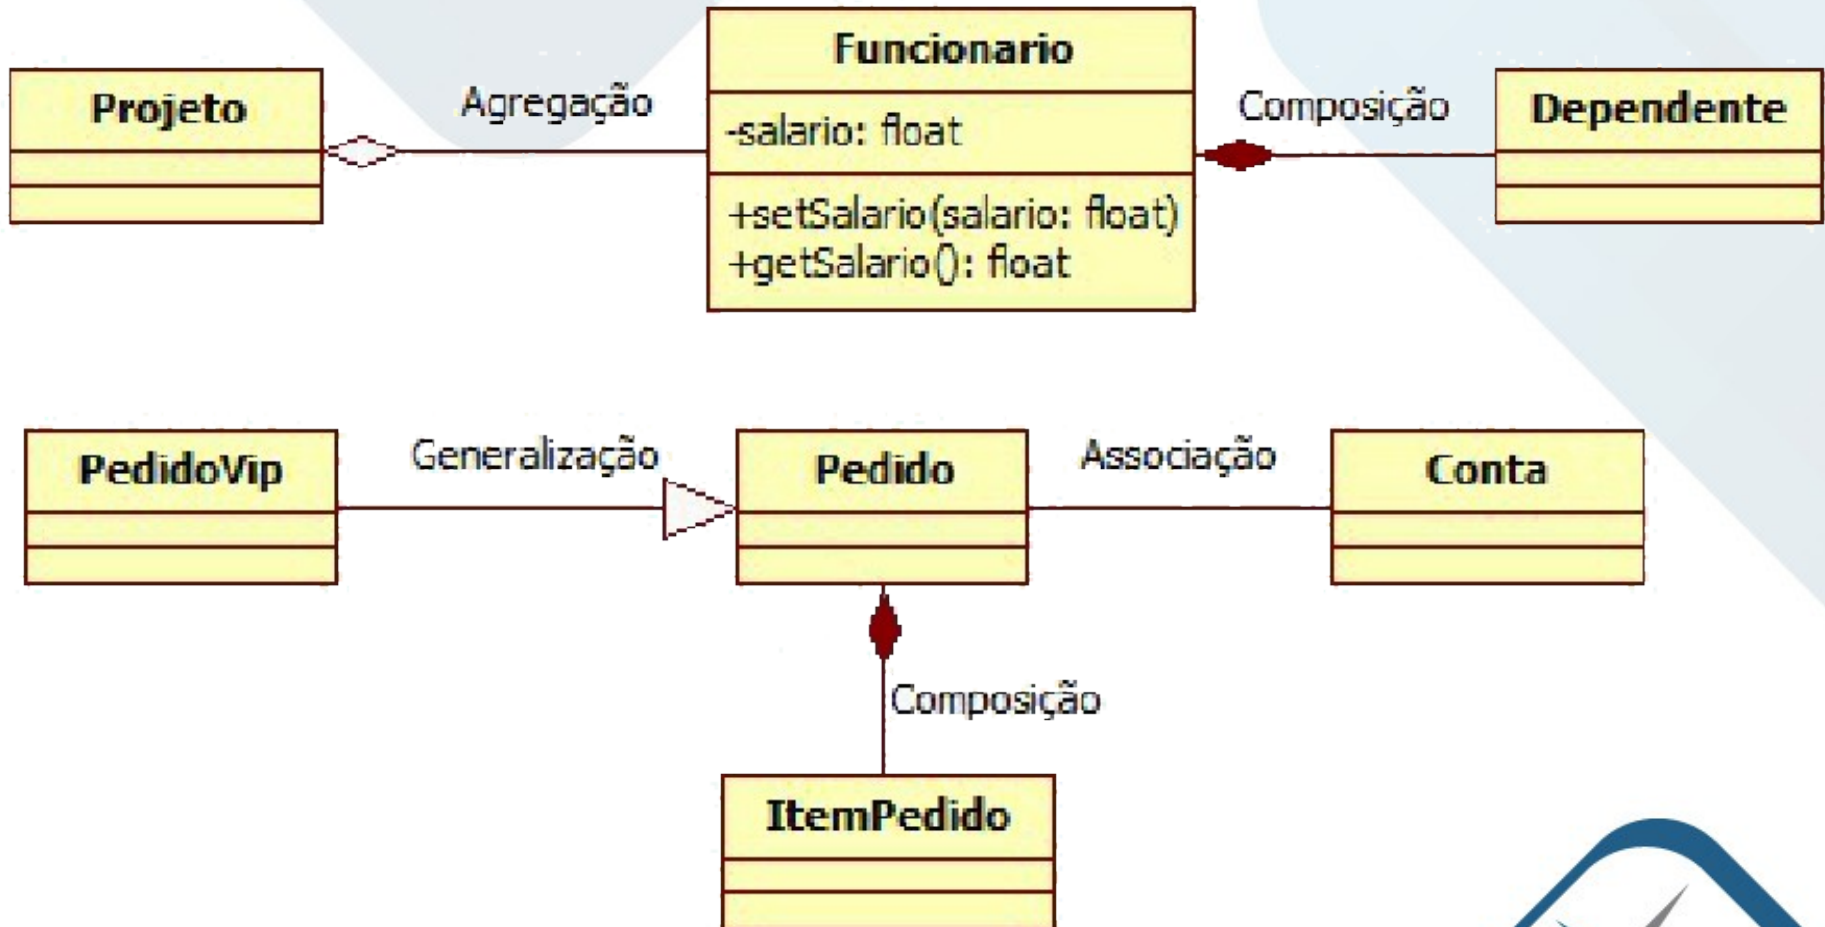 Projeto
Agregação
Funcionario
-salario: float
+setSalario(salario: float)
+getSalario(): float
Composição
Dependente
PedidoVip
Generalização
Pedido
Associação
Conta
Composição
ItemPedido